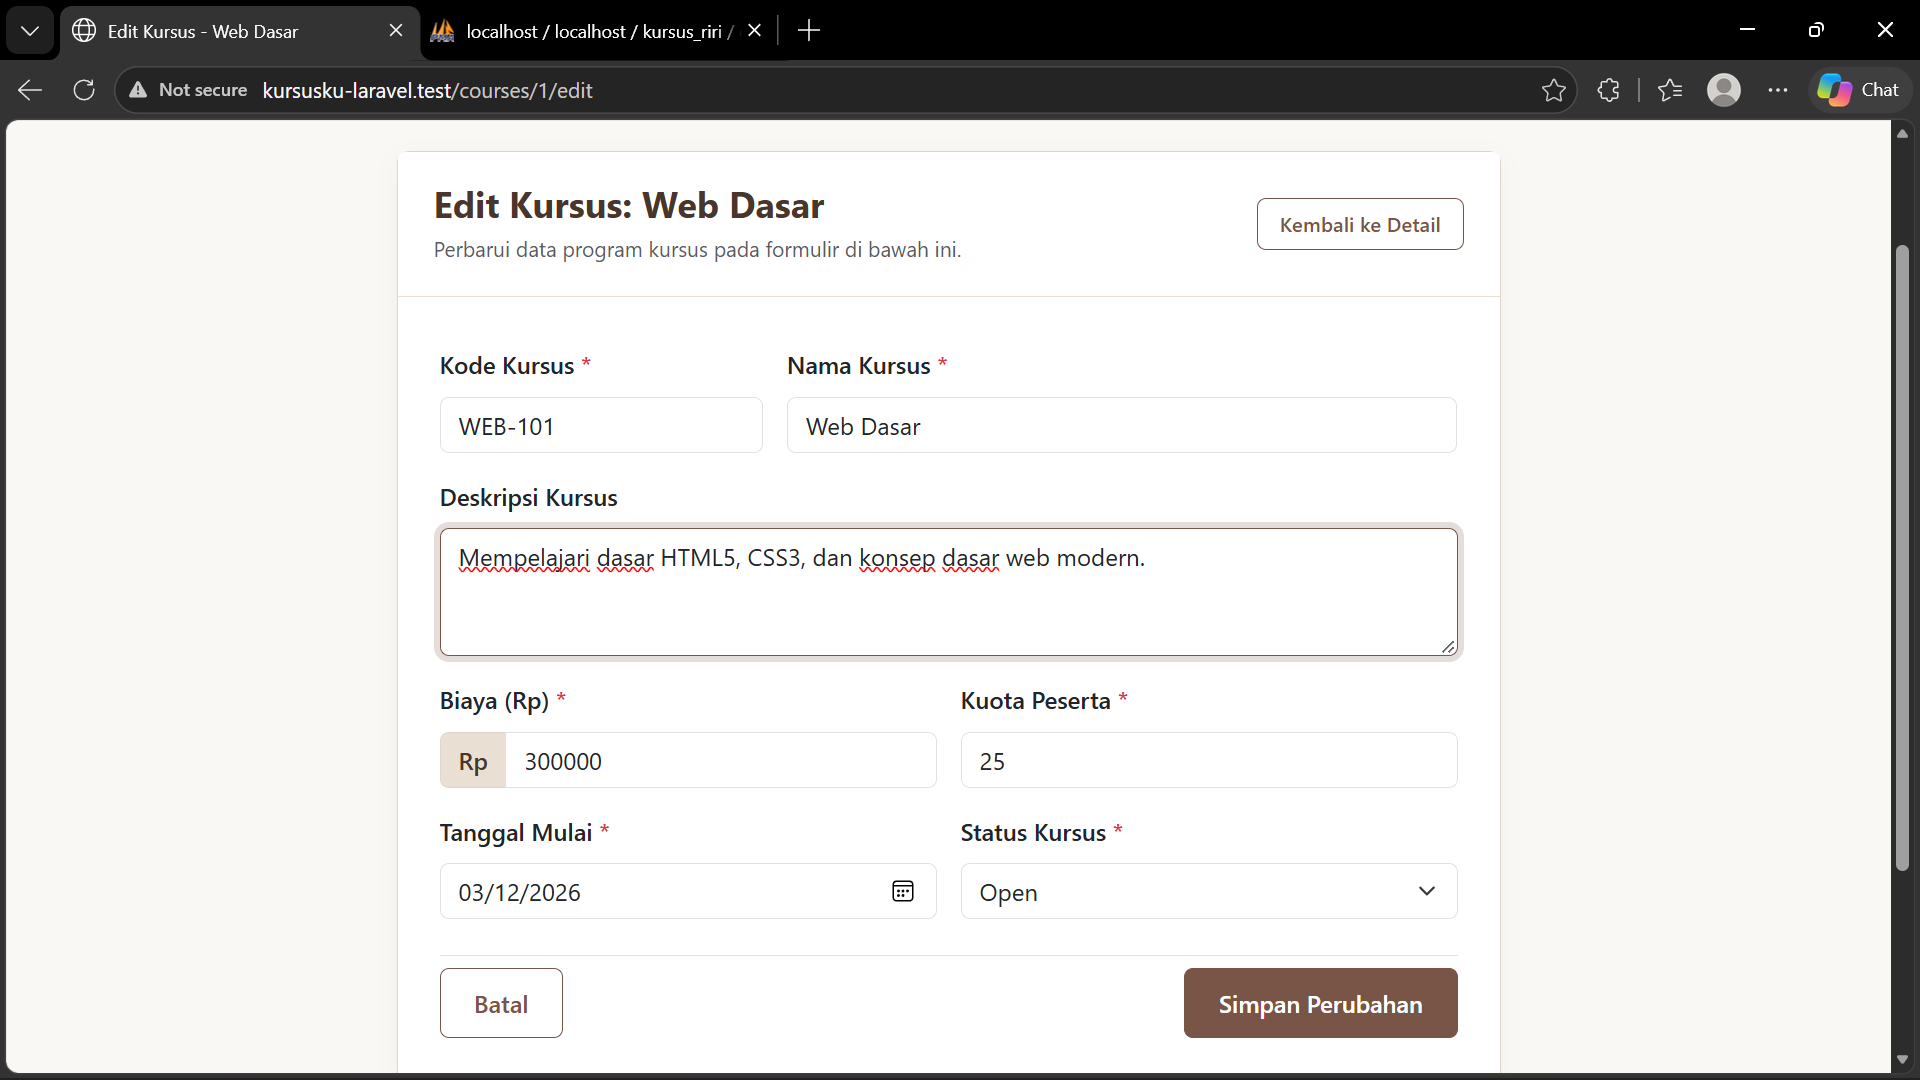 Edit Kursus - Web Dasar
localhost / localhost / kursus_riri /
Not secure
kursusku-laravel.test/courses/1/edit
Chat
Edit Kursus: Web Dasar
Perbarui data program kursus pada formulir di bawah ini.
Kembali ke Detail
Kode Kursus *
Nama Kursus *
WEB-101
Web Dasar
Deskripsi Kursus
Mempelajari dasar HTML5, CSS3, dan konsep dasar web modern.
Biaya (Rp) *
Kuota Peserta *
Rp
300000
25
Tanggal Mulai *
Status Kursus *
03/12/2026
Open
Batal
Simpan Perubahan